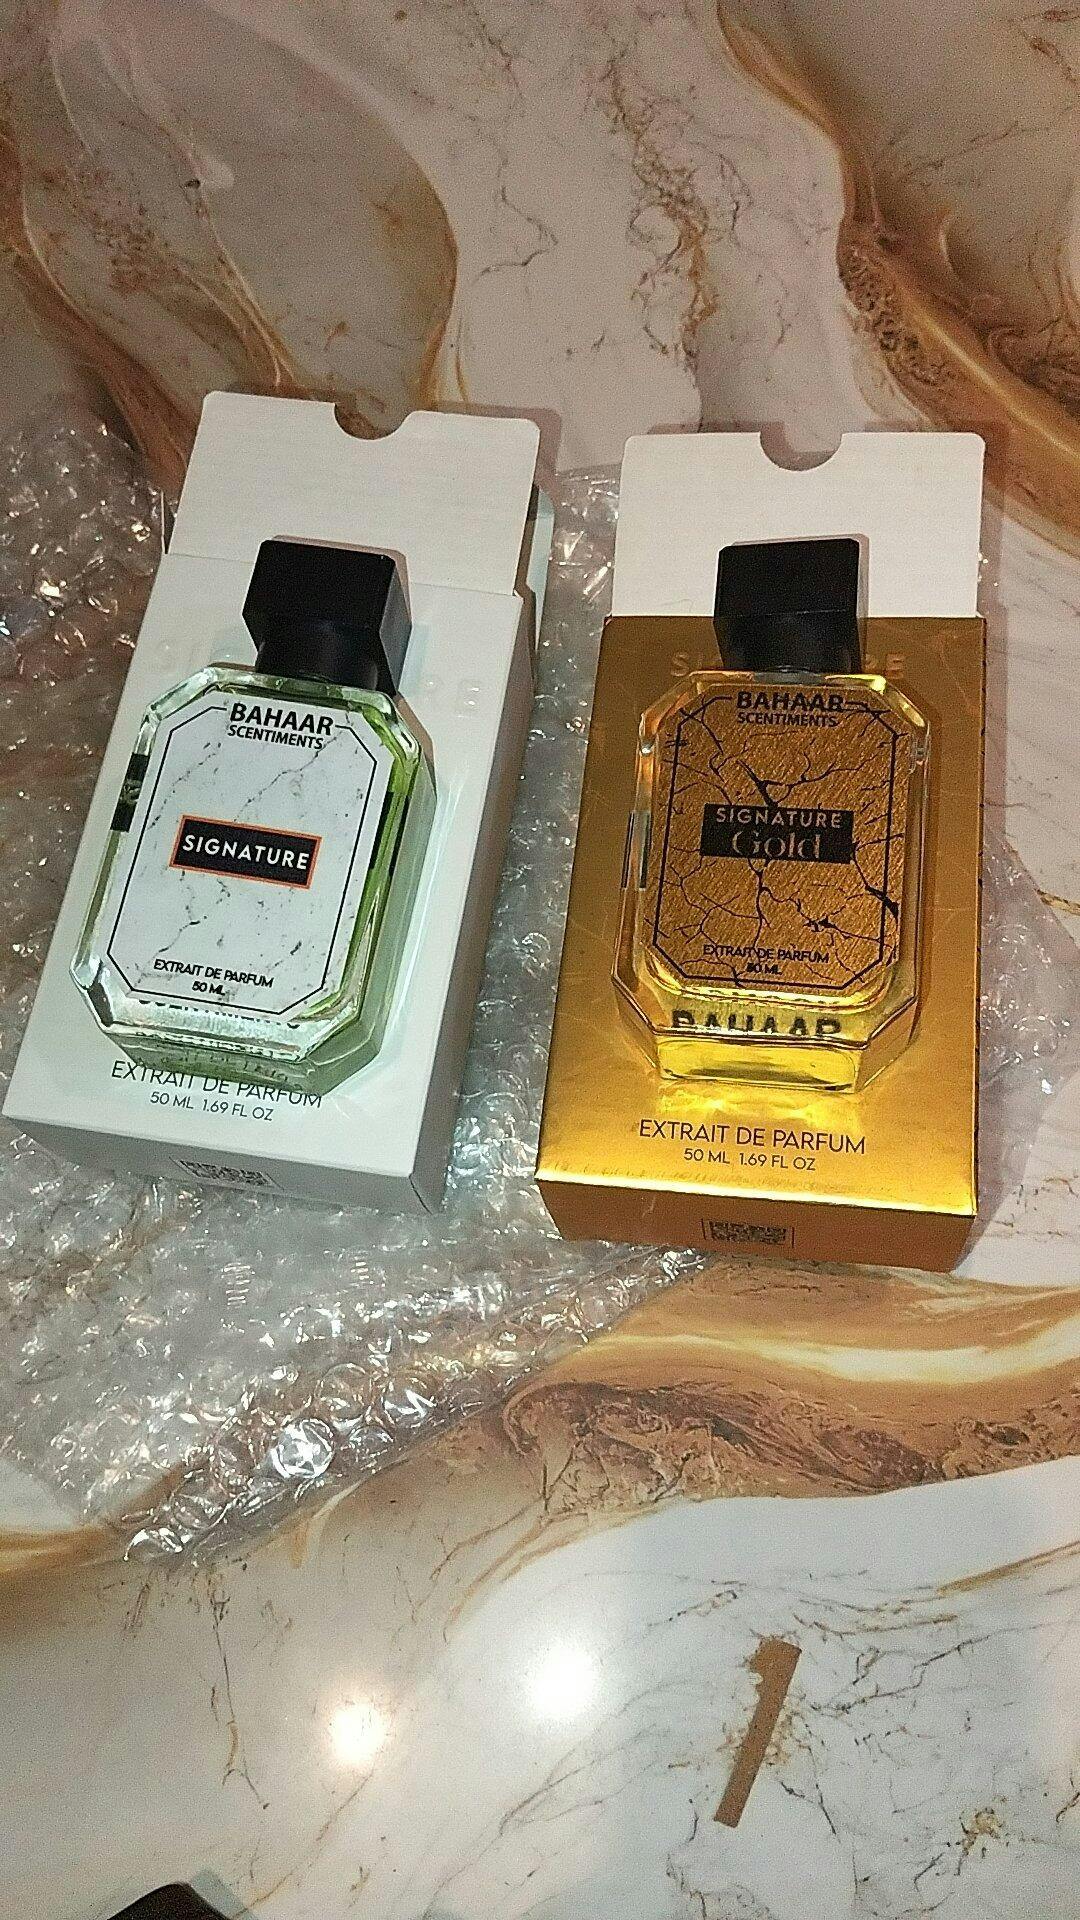 BAHAAR
SCENTIMENTS
SIGNATURE
EXTRAIT DE PARFUM
50 ML
EXTRAIT DE PARFUM
50 ML 1.69 FL OZ
BAHAAR
SCENTIMENTS
SIGNATURE
Gold
EXTRAIT DE PARFUM
50 ML
BAHAAR
EXTRAIT DE PARFUM
50 ML 1.69 FL OZ